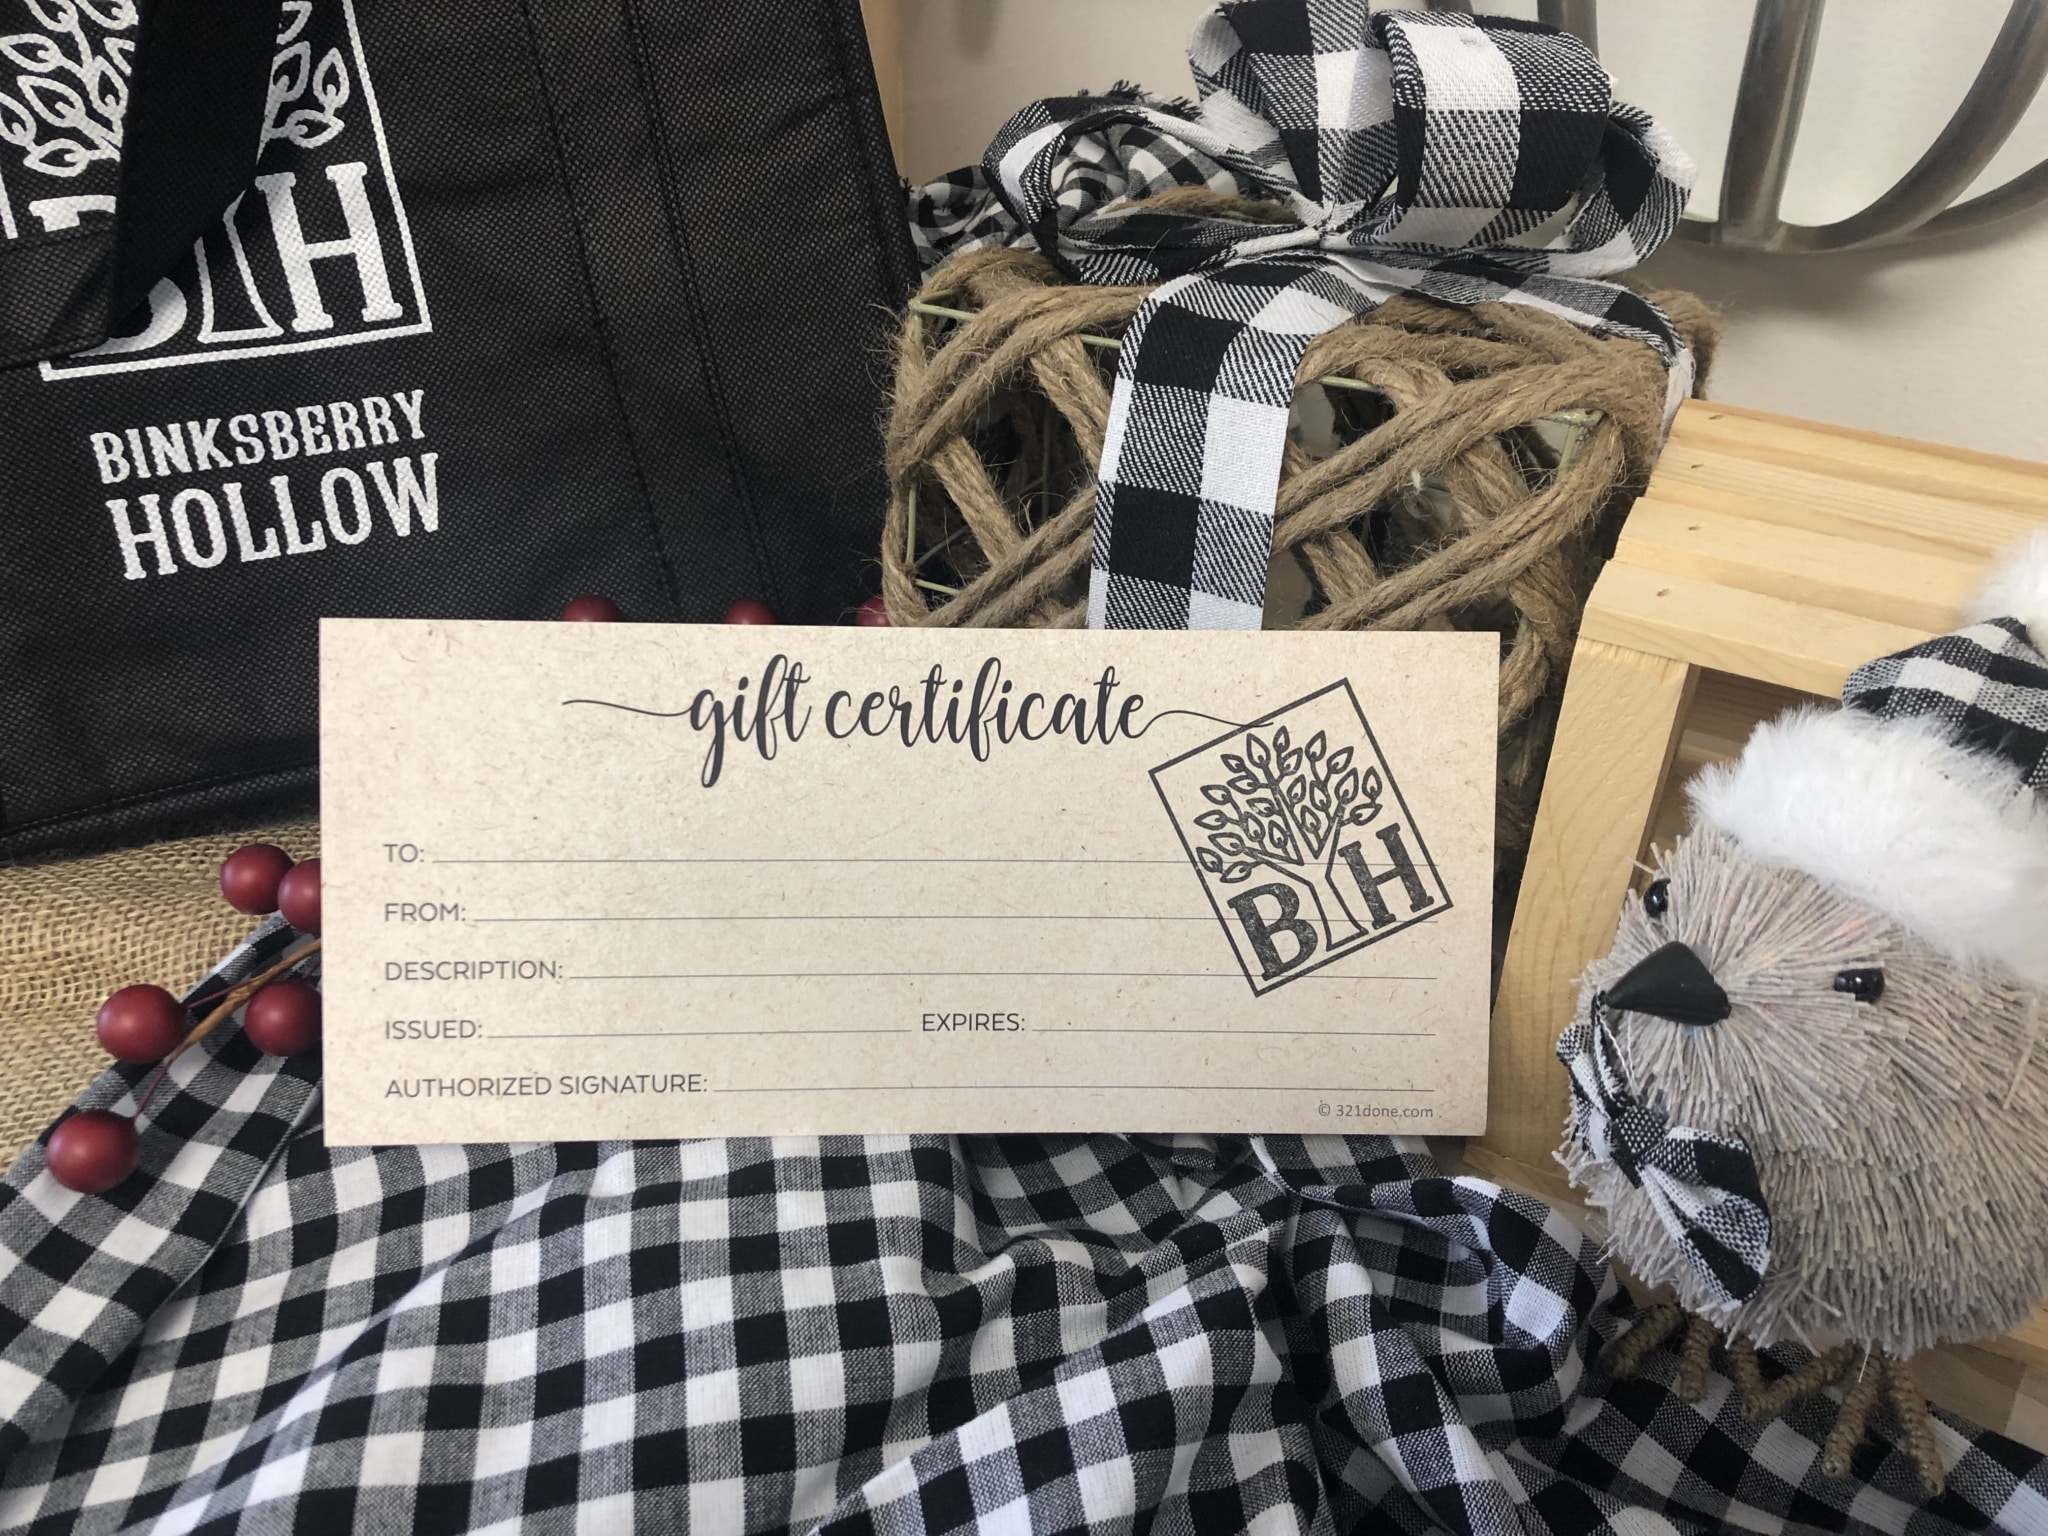 BH
BINKSBERRY
HOLLOW
gift certificate
BH
TO:
FROM:
DESCRIPTION:
ISSUED: EXPIRES:
AUTHORIZED SIGNATURE:
© 321done.com